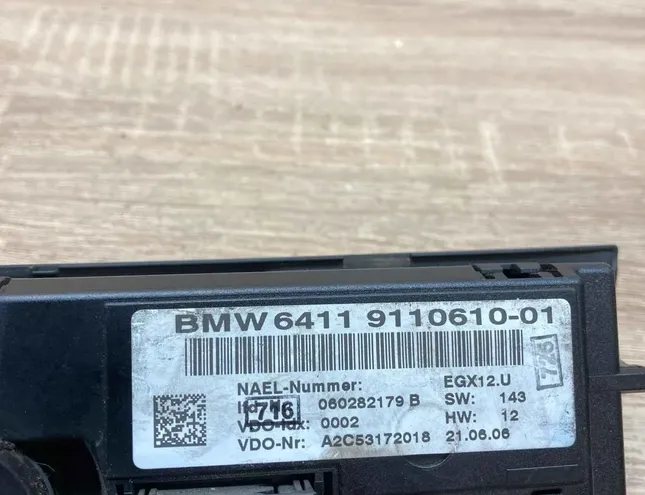 BMW 6411 9110610-01
NAEL-Nummer: EGX12.U
716 060282179 B SW: 143
VDO-Idx: 0002 HW: 12
VDO-Nr: A2C53172018 21.06.06